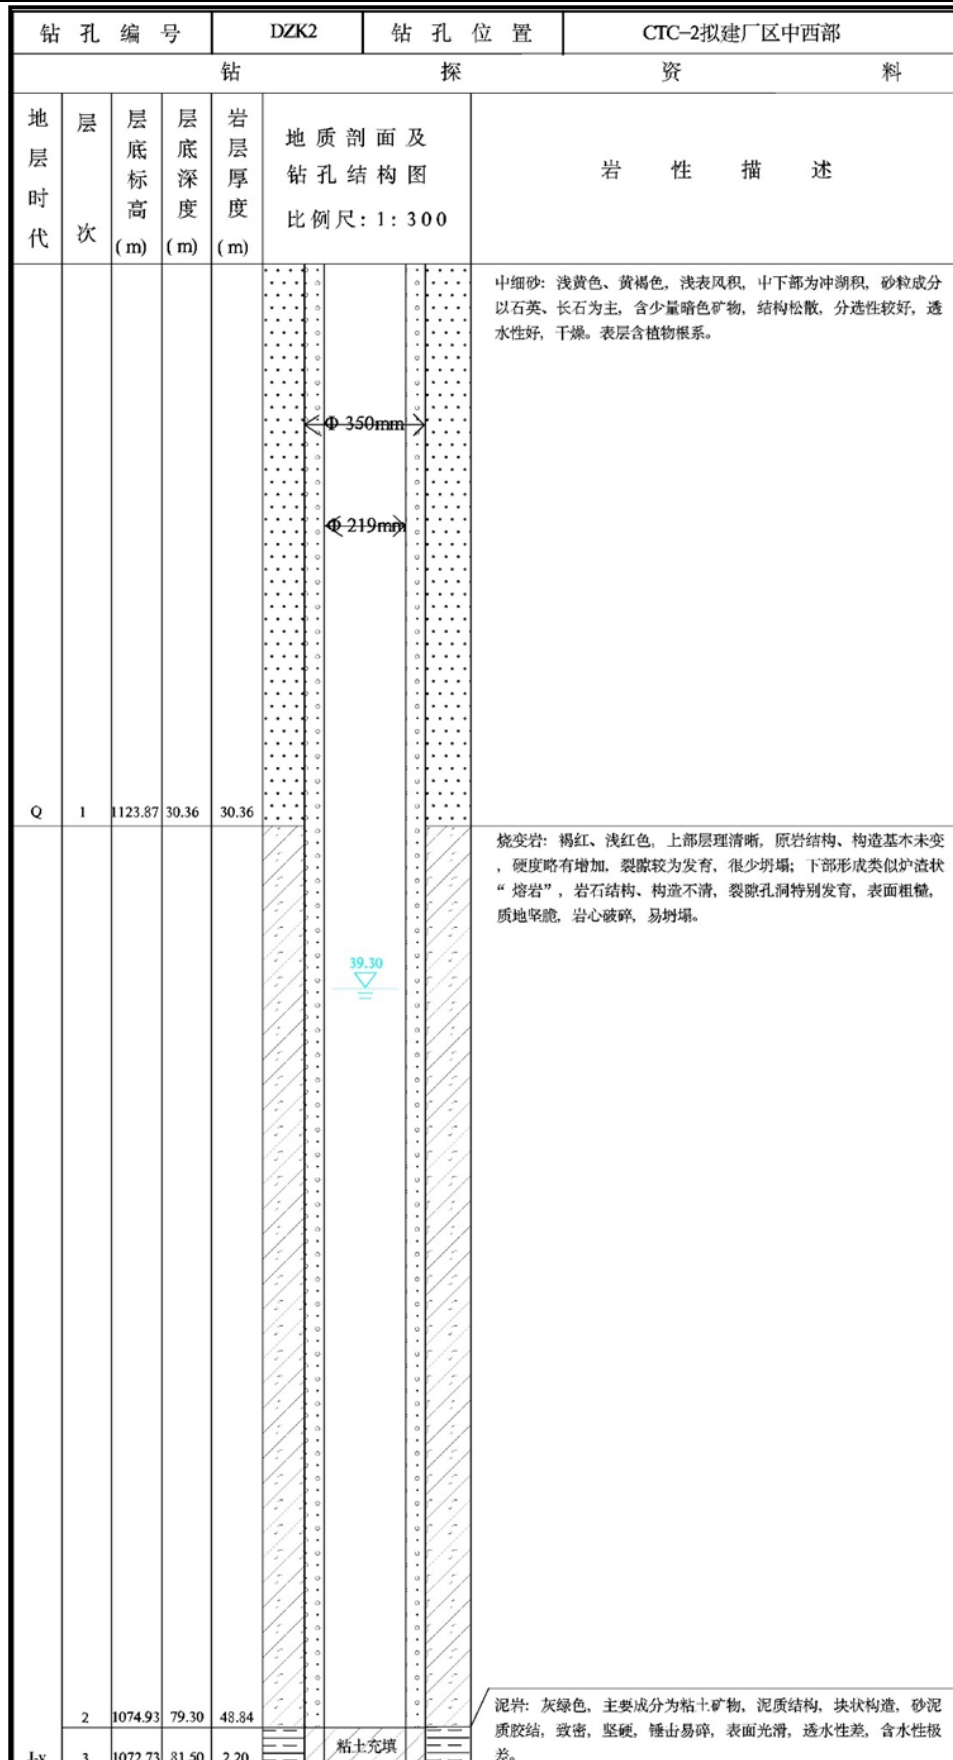 钻孔编号 DZK2 钻孔位置 CTC-2拟建厂区中西部
钻探资料
地层时代 层次 层底标高(m) 层底深度(m) 岩层厚度(m) 地质剖面及钻孔结构图 比例尺:1:300 岩性描述
中细砂：浅黄色、黄褐色，浅表风积，中下部为冲湖积，砂粒成分
以石英、长石为主，含少量暗色矿物，结构松散，分选性较好，透
水性好，干燥。表层含植物根系。
Φ 350mm
Φ 219mm
Q 1 1123.87 30.36 30.36
烧变岩：褐红、浅红色，上部层理清晰，原岩结构、构造基本未变
，硬度略有增加，裂隙较为发育，很少坍塌；下部形成类似炉渣状
“熔岩”，岩石结构、构造不清，裂隙孔洞特别发育，表面粗糙，
质地坚脆，岩心破碎，易坍塌。
39.30
2 1074.93 79.30 48.84
泥岩：灰绿色，主要成分为粘土矿物，泥质结构，块状构造，砂泥
质胶结，致密，坚硬，锤击易碎，表面光滑，透水性差，含水性极
差。
粘土充填
3 1072.73 81.50 2.20